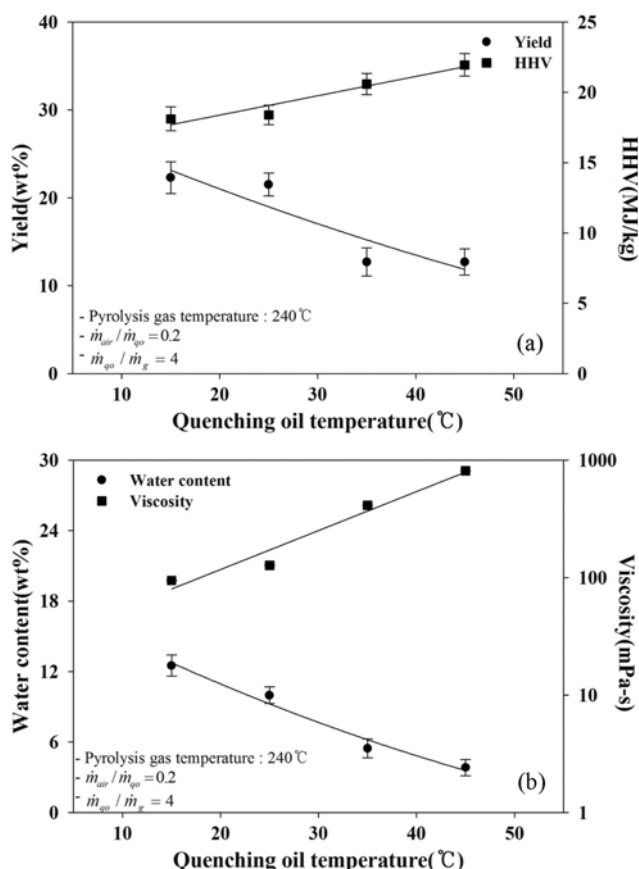 40
30
20
10
0
Yield(wt%)
Yield
HHV
25
20
15
10
5
0
HHV(MJ/kg)
- Pyrolysis gas temperature : 240℃
- ṁair / ṁqo = 0.2
- ṁqo / ṁg = 4
(a)
10 20 30 40 50
Quenching oil temperature(℃)
30
24
18
12
6
0
Water content(wt%)
Water content
Viscosity
1000
100
10
1
Viscosity(mPa-s)
- Pyrolysis gas temperature : 240℃
- ṁair / ṁqo = 0.2
- ṁqo / ṁg = 4
(b)
10 20 30 40 50
Quenching oil temperature(℃)